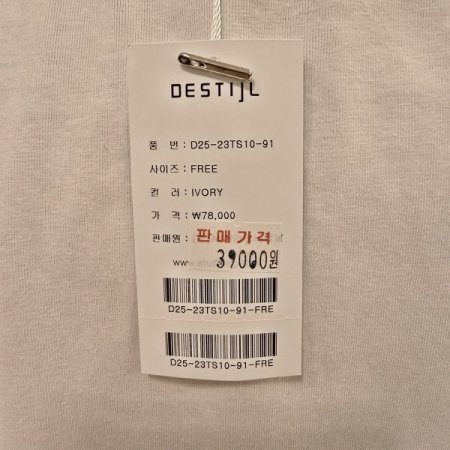 DESTIJL
품 번 : D25-23TS10-91
사이즈 : FREE
컬 러 : IVORY
가 격 : ₩78,000
판매원 : 판매가격
39000원
D25-23TS10-91-FRE
D25-23TS10-91-FRE